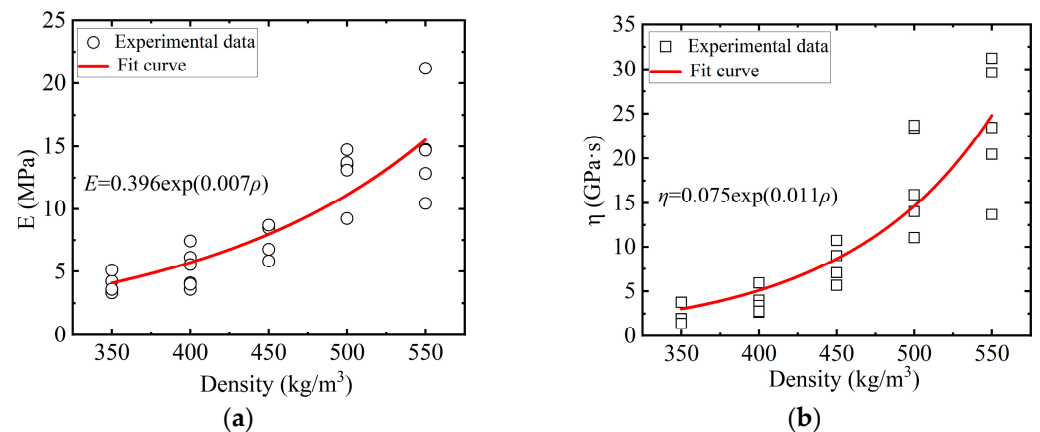 25
20
15
10
5
0
E (MPa)
Experimental data
Fit curve
E=0.396exp(0.007ρ)
350 400 450 500 550
Density (kg/m³)
(a)
35
30
25
20
15
10
5
0
η (GPa·s)
Experimental data
Fit curve
η=0.075exp(0.011ρ)
350 400 450 500 550
Density (kg/m³)
(b)